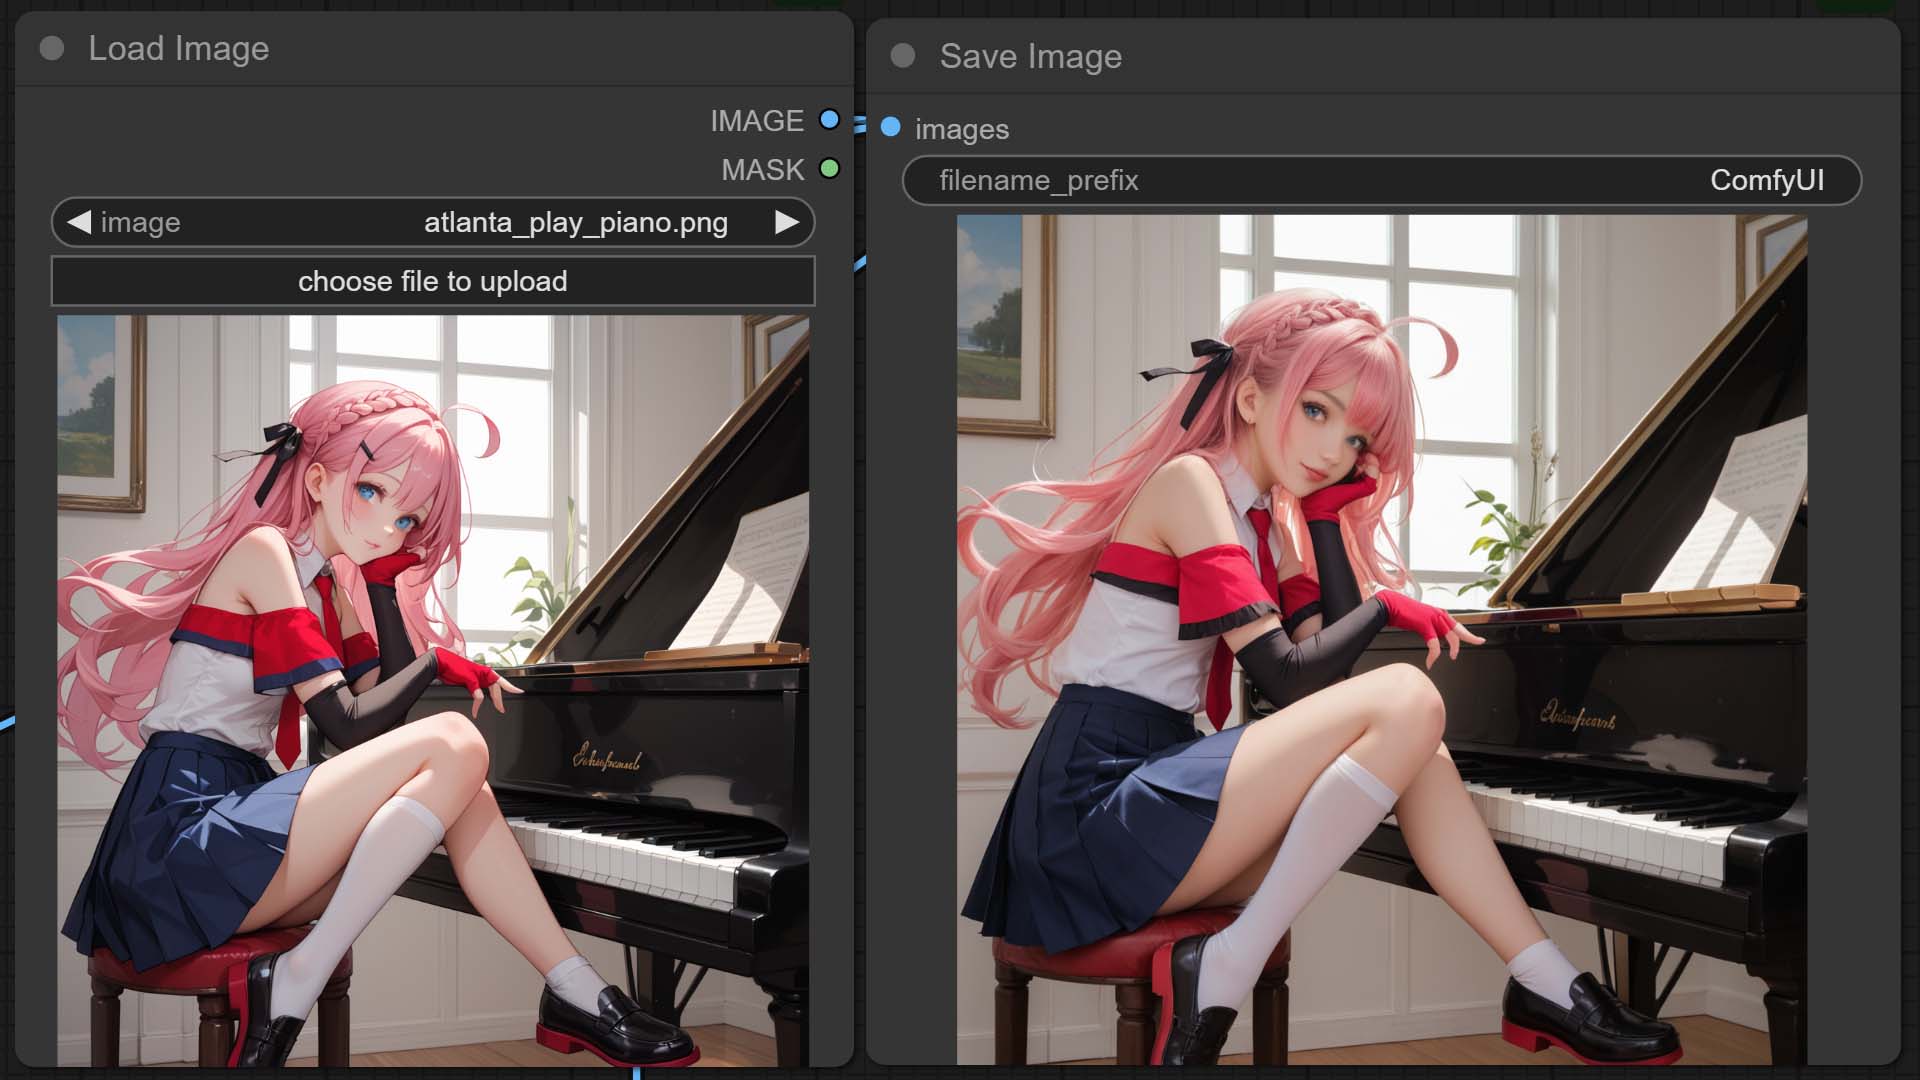 Load Image
IMAGE
MASK
image atlanta_play_piano.png
choose file to upload
Save Image
images
filename_prefix ComfyUI